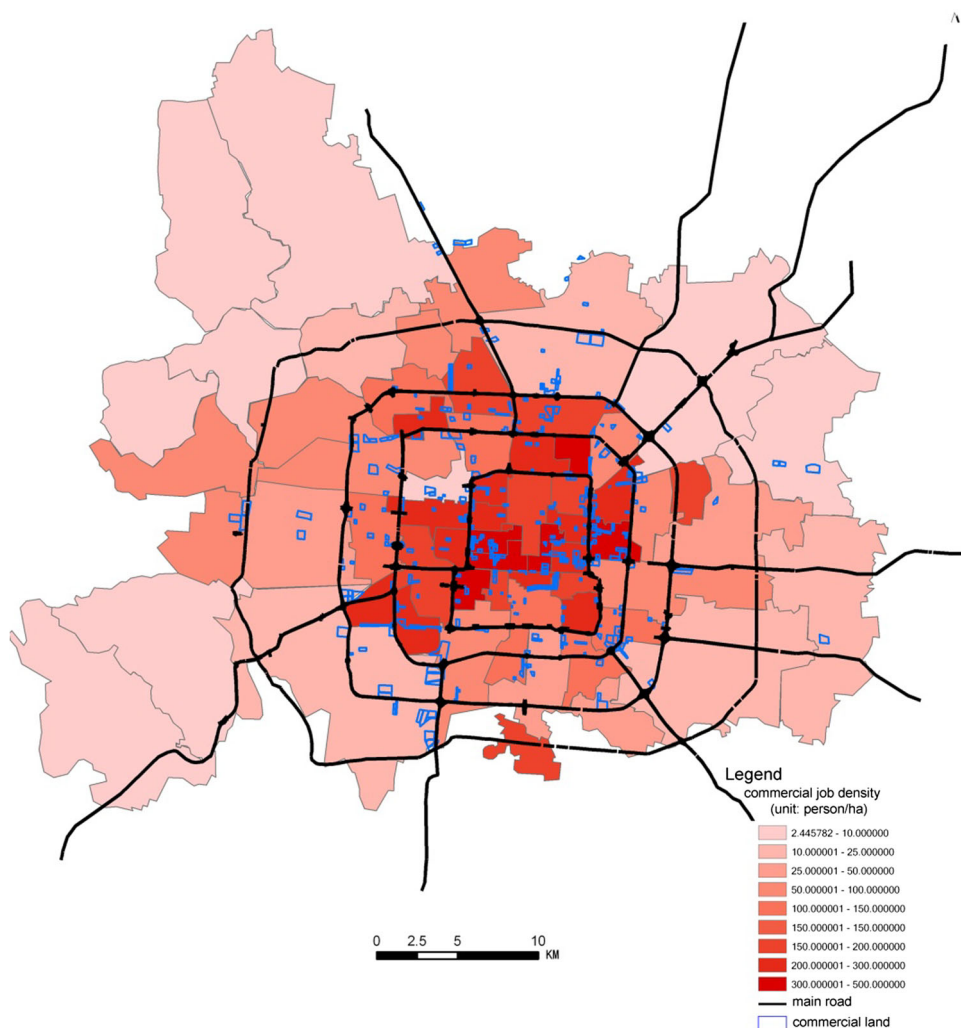 Legend
commercial job density
(unit: person/ha)
2.445782 - 10.000000
10.000001 - 25.000000
25.000001 - 50.000000
50.000001 - 100.000000
100.000001 - 150.000000
150.000001 - 150.000000
150.000001 - 200.000000
200.000001 - 300.000000
300.000001 - 500.000000
main road
commercial land
0 2.5 5 10
KM